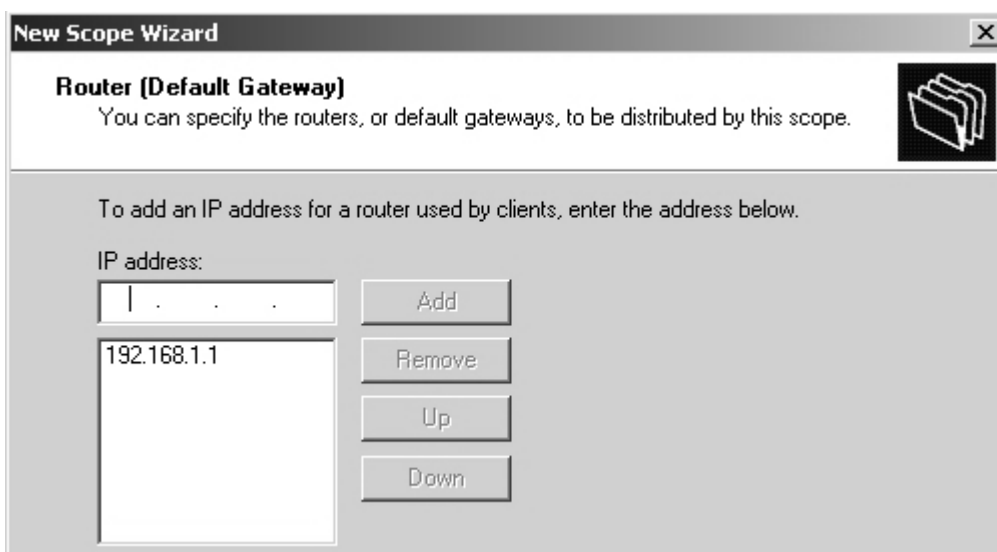 New Scope Wizard
Router (Default Gateway)
You can specify the routers, or default gateways, to be distributed by this scope.
To add an IP address for a router used by clients, enter the address below.
IP address:
. . .
Add
192.168.1.1
Remove
Up
Down